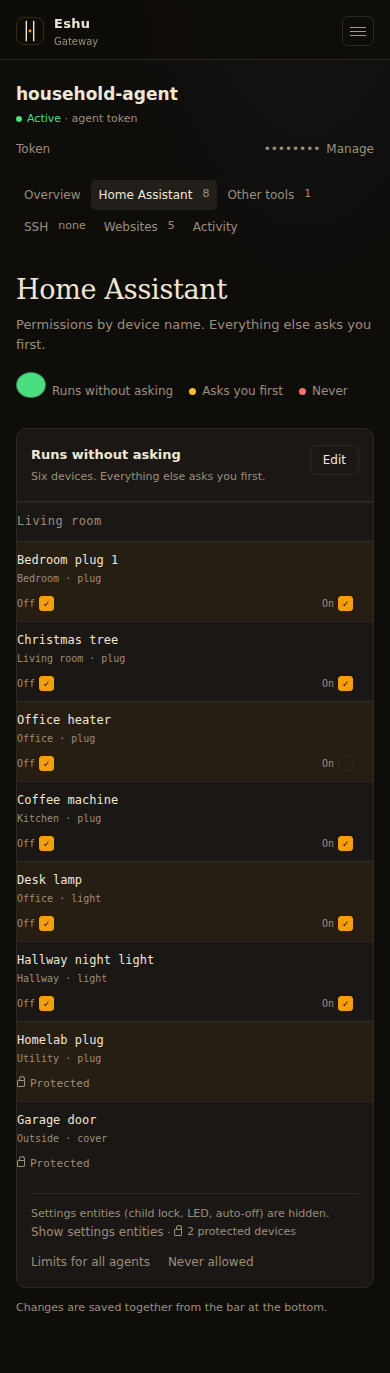 Eshu
Gateway
household-agent
Active · agent token
Token •••••••• Manage
Overview Home Assistant 8 Other tools 1
SSH none Websites 5 Activity
Home Assistant
Permissions by device name. Everything else asks you
first.
Runs without asking Asks you first Never
Runs without asking Edit
Six devices. Everything else asks you first.
Living room
Bedroom plug 1
Bedroom · plug
Off ✓ On ✓
Christmas tree
Living room · plug
Off ✓ On ✓
Office heater
Office · plug
Off ✓ On
Coffee machine
Kitchen · plug
Off ✓ On ✓
Desk lamp
Office · light
Off ✓ On ✓
Hallway night light
Hallway · light
Off ✓ On ✓
Homelab plug
Utility · plug
Protected
Garage door
Outside · cover
Protected
Settings entities (child lock, LED, auto-off) are hidden.
Show settings entities · 2 protected devices
Limits for all agents Never allowed
Changes are saved together from the bar at the bottom.